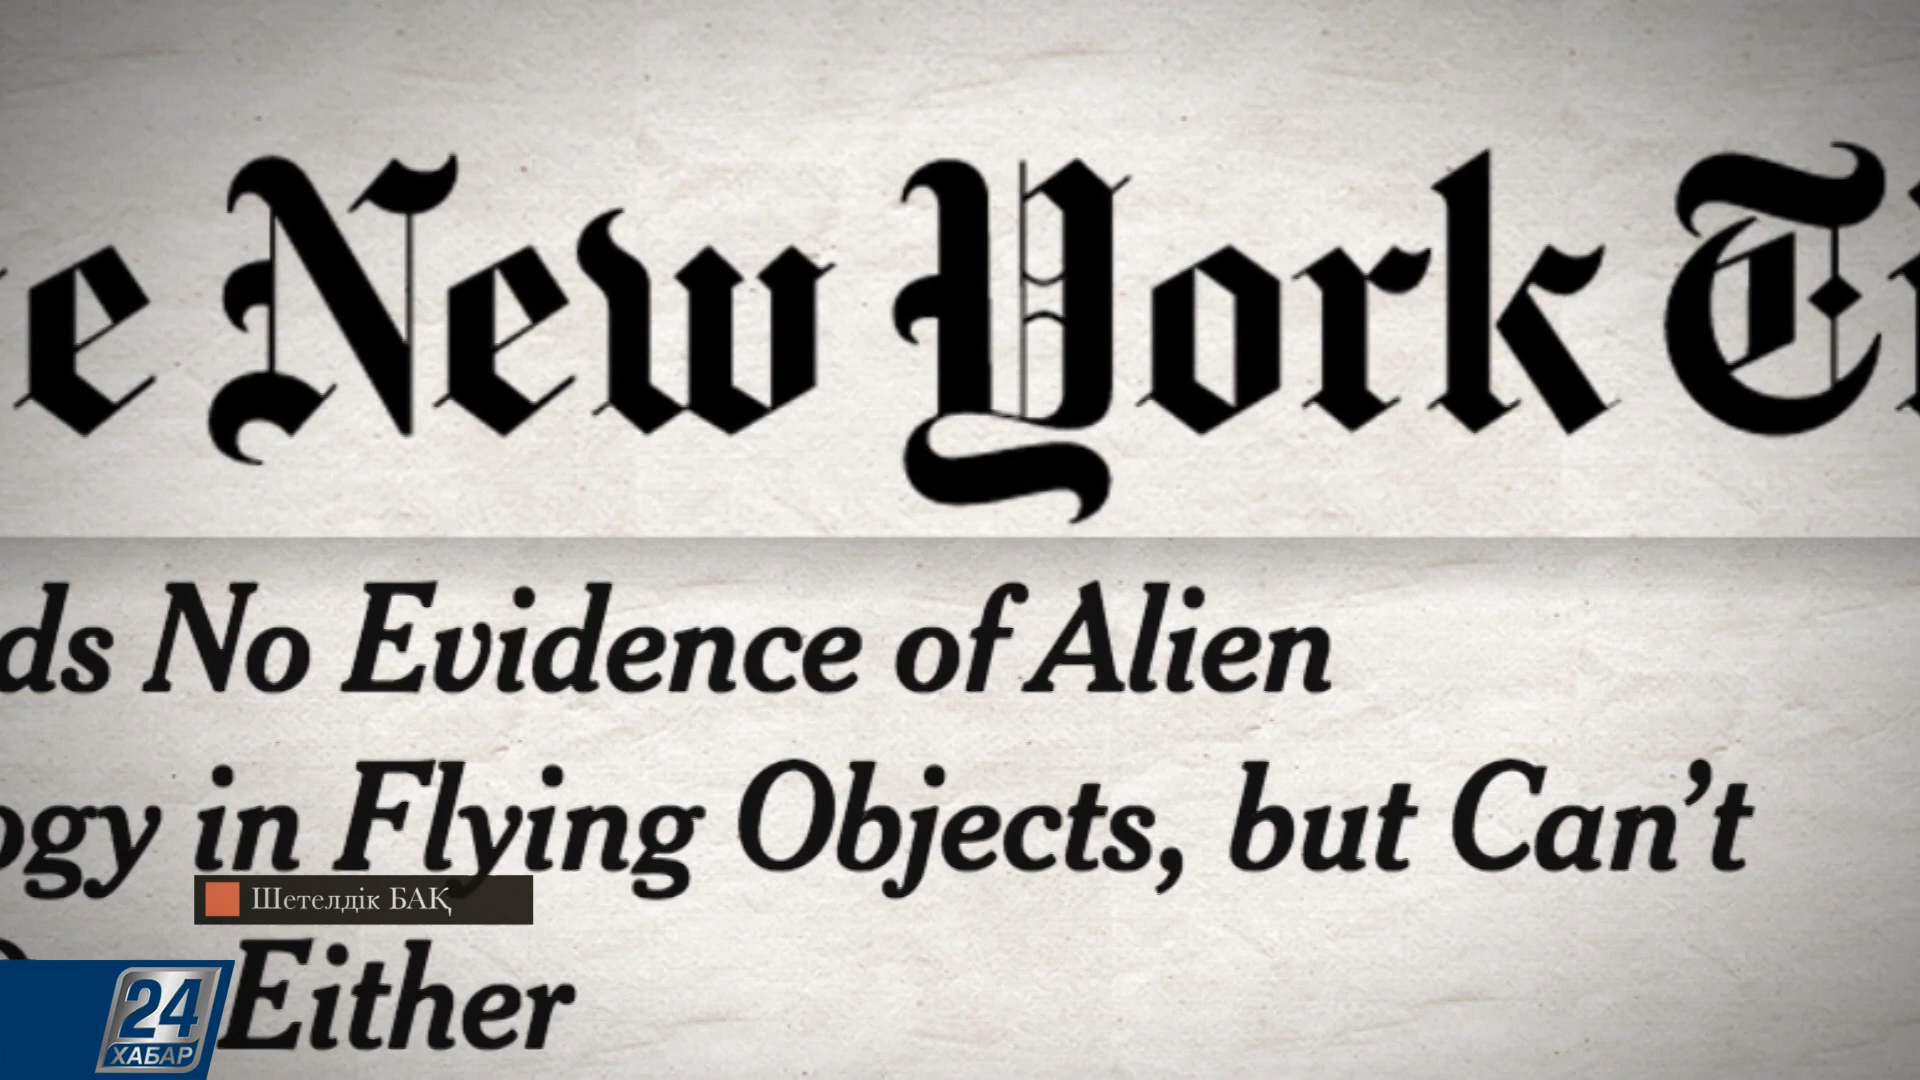 e New York Ti
ds No Evidence of Alien
ogy in Flying Objects, but Can't
Шетелдік БАҚ
Either
24
ХАБАР